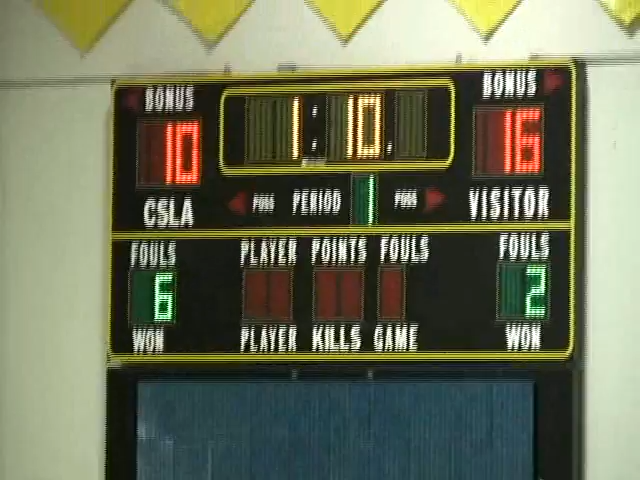 BONUS BONUS
10 1:10 16
CSLA POSS PERIOD 1 POSS VISITOR
FOULS PLAYER POINTS FOULS FOULS
6 2
WON PLAYER KILLS GAME WON